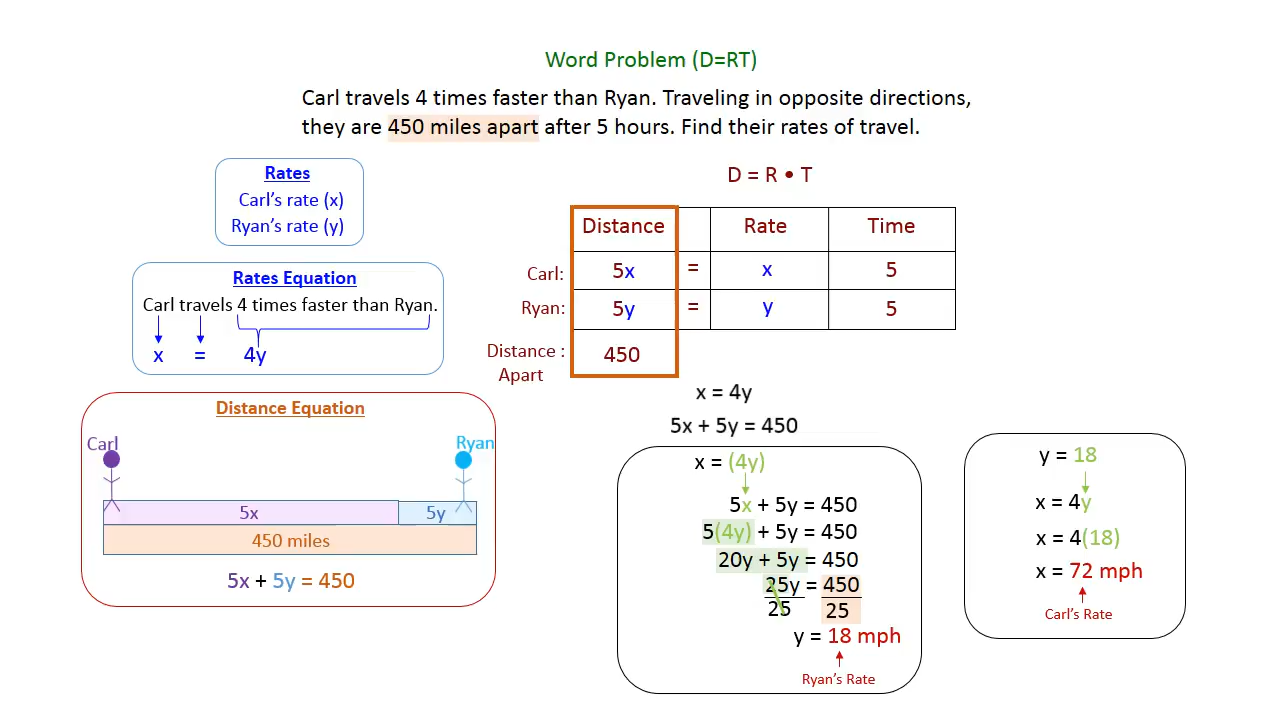 Word Problem (D=RT)
Carl travels 4 times faster than Ryan. Traveling in opposite directions,
they are 450 miles apart after 5 hours. Find their rates of travel.
Rates
Carl's rate (x)
Ryan's rate (y)
Rates Equation
Carl travels 4 times faster than Ryan.
x = 4y
D = R • T
Distance Rate Time
Carl: 5x = x 5
Ryan: 5y = y 5
Distance : 450
Apart
Distance Equation
Carl Ryan
5x 5y
450 miles
5x + 5y = 450
x = 4y
5x + 5y = 450
x = (4y)
5x + 5y = 450
5(4y) + 5y = 450
20y + 5y = 450
25y = 450
25 25
y = 18 mph
Ryan's Rate
y = 18
x = 4y
x = 4(18)
x = 72 mph
Carl's Rate